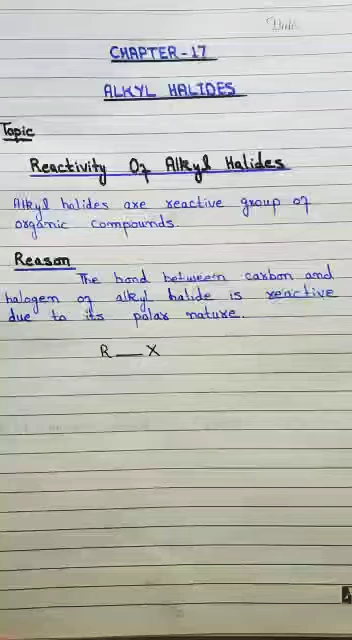 Date
CHAPTER-17
ALKYL HALIDES
Topic
Reactivity Of Alkyl Halides
Alkyl halides are reactive group of
organic compounds.
Reason
The bond between carbon and
halogen of alkyl halide is reactive
due to its polar nature.
R — X